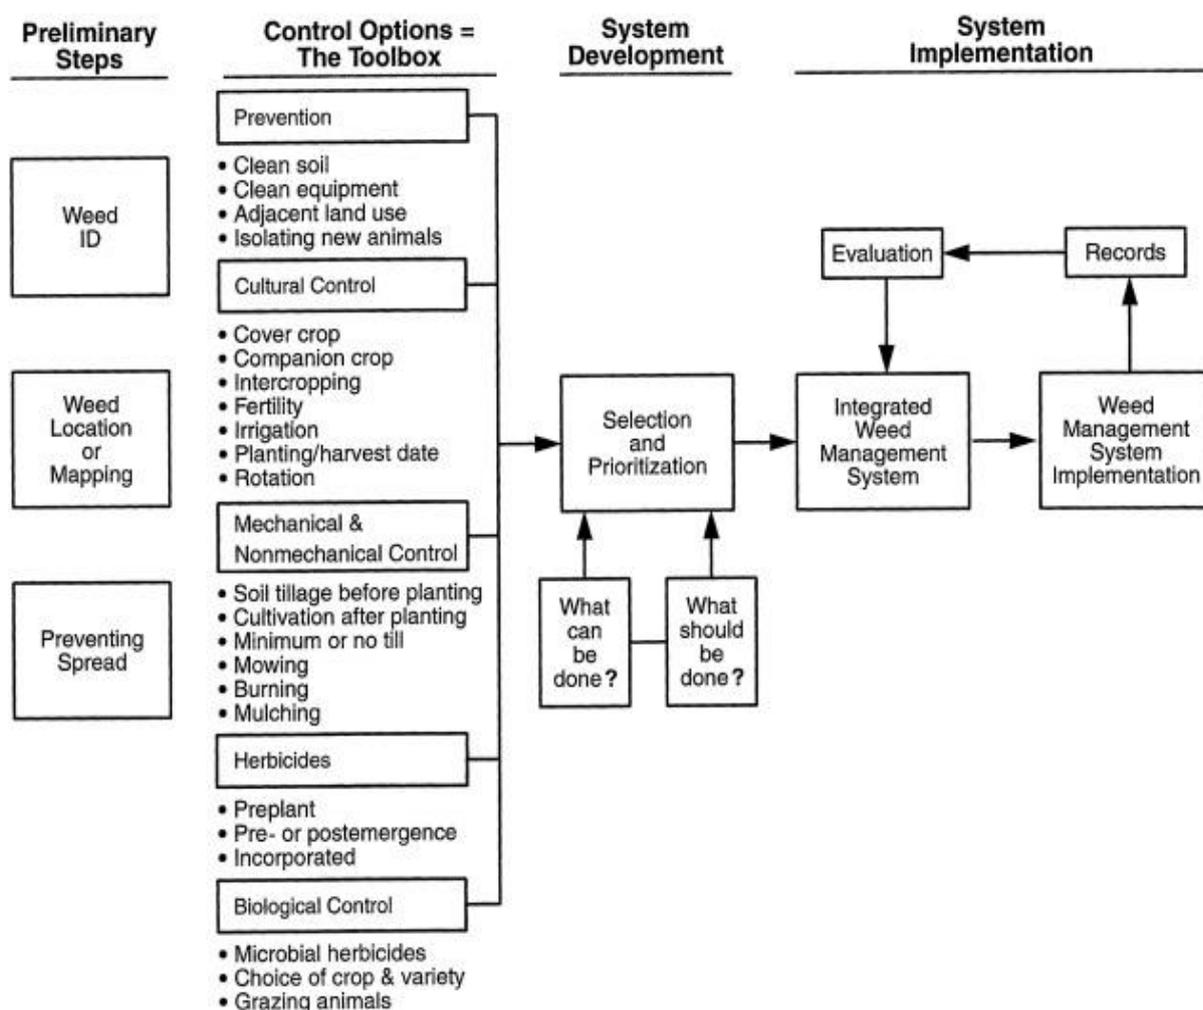 Preliminary
Steps
Control Options =
The Toolbox
System
Development
System
Implementation
Weed
ID
Weed
Location
or
Mapping
Preventing
Spread
Prevention
• Clean soil
• Clean equipment
• Adjacent land use
• Isolating new animals
Cultural Control
• Cover crop
• Companion crop
• Intercropping
• Fertility
• Irrigation
• Planting/harvest date
• Rotation
Mechanical &
Nonmechanical Control
• Soil tillage before planting
• Cultivation after planting
• Minimum or no till
• Mowing
• Burning
• Mulching
Herbicides
• Preplant
• Pre- or postemergence
• Incorporated
Biological Control
• Microbial herbicides
• Choice of crop & variety
• Grazing animals
Selection
and
Prioritization
What
can
be
done?
What
should
be
done?
Evaluation
Records
Integrated
Weed
Management
System
Weed
Management
System
Implementation